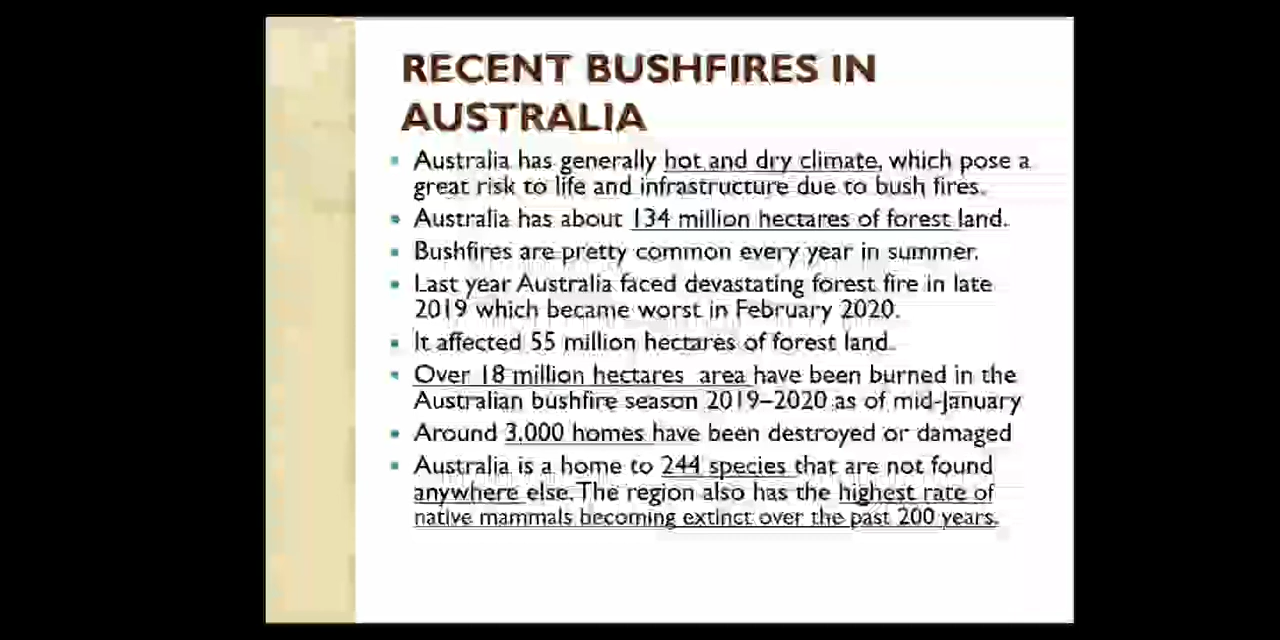 RECENT BUSHFIRES IN
AUSTRALIA
Australia has generally hot and dry climate, which pose a
great risk to life and infrastructure due to bush fires.
Australia has about 134 million hectares of forest land.
Bushfires are pretty common every year in summer.
Last year Australia faced devastating forest fire in late
2019 which became worst in February 2020.
It affected 55 million hectares of forest land.
Over 18 million hectares area have been burned in the
Australian bushfire season 2019–2020 as of mid-January
Around 3,000 homes have been destroyed or damaged
Australia is a home to 244 species that are not found
anywhere else. The region also has the highest rate of
native mammals becoming extinct over the past 200 years.